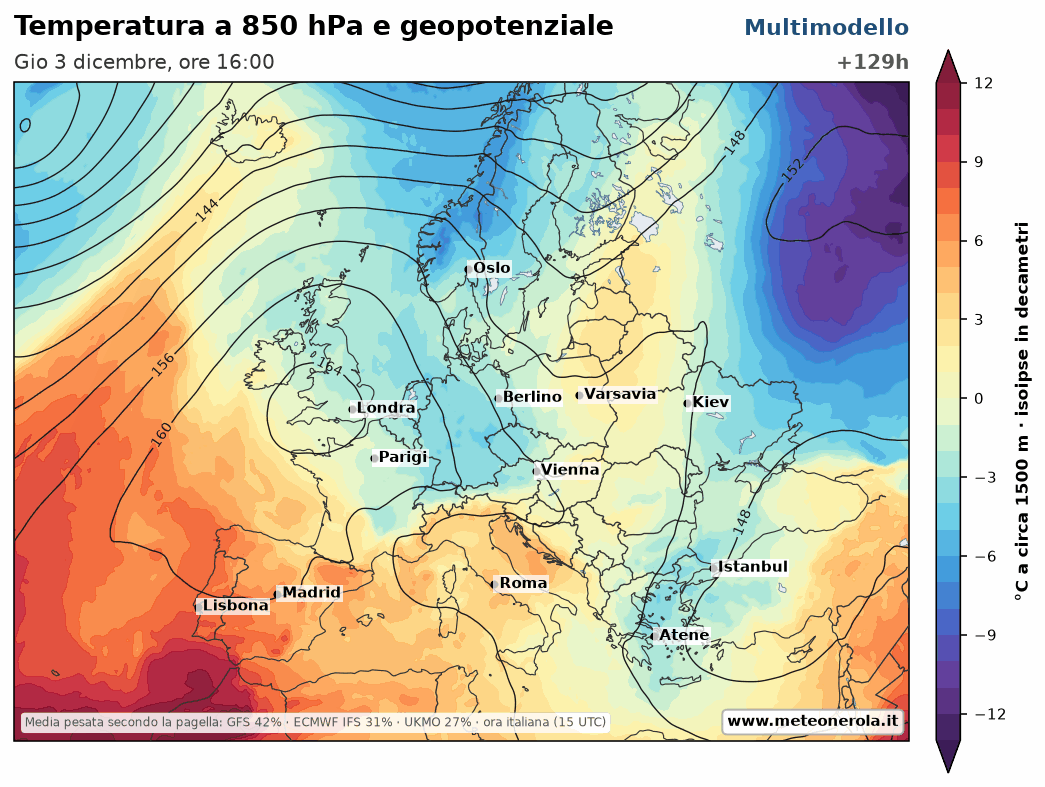 Temperatura a 850 hPa e geopotenziale
Multimodello
Gio 3 dicembre, ore 16:00
+129h
12
9
6
3
0
−3
−6
−9
−12
°C a circa 1500 m · isoipse in decametri
148
152
144
Oslo
156
164
160
Berlino
Varsavia
Kiev
Londra
Parigi
Vienna
148
Istanbul
Roma
Madrid
Lisbona
Atene
Media pesata secondo la pagella: GFS 42% · ECMWF IFS 31% · UKMO 27% · ora italiana (15 UTC)
www.meteonerola.it